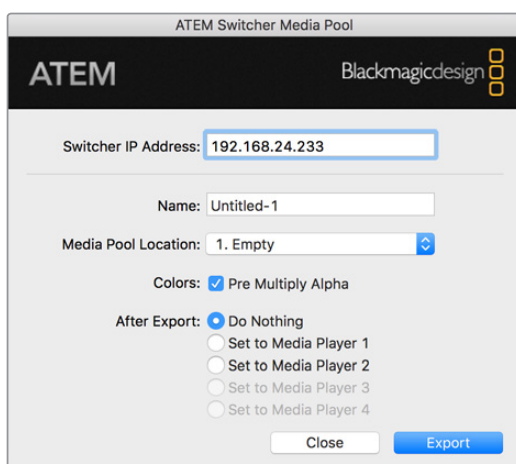 ATEM Switcher Media Pool
ATEM
Blackmagicdesign
Switcher IP Address: 192.168.24.233
Name: Untitled-1
Media Pool Location: 1. Empty
Colors: Pre Multiply Alpha
After Export: Do Nothing
Set to Media Player 1
Set to Media Player 2
Set to Media Player 3
Set to Media Player 4
Close Export